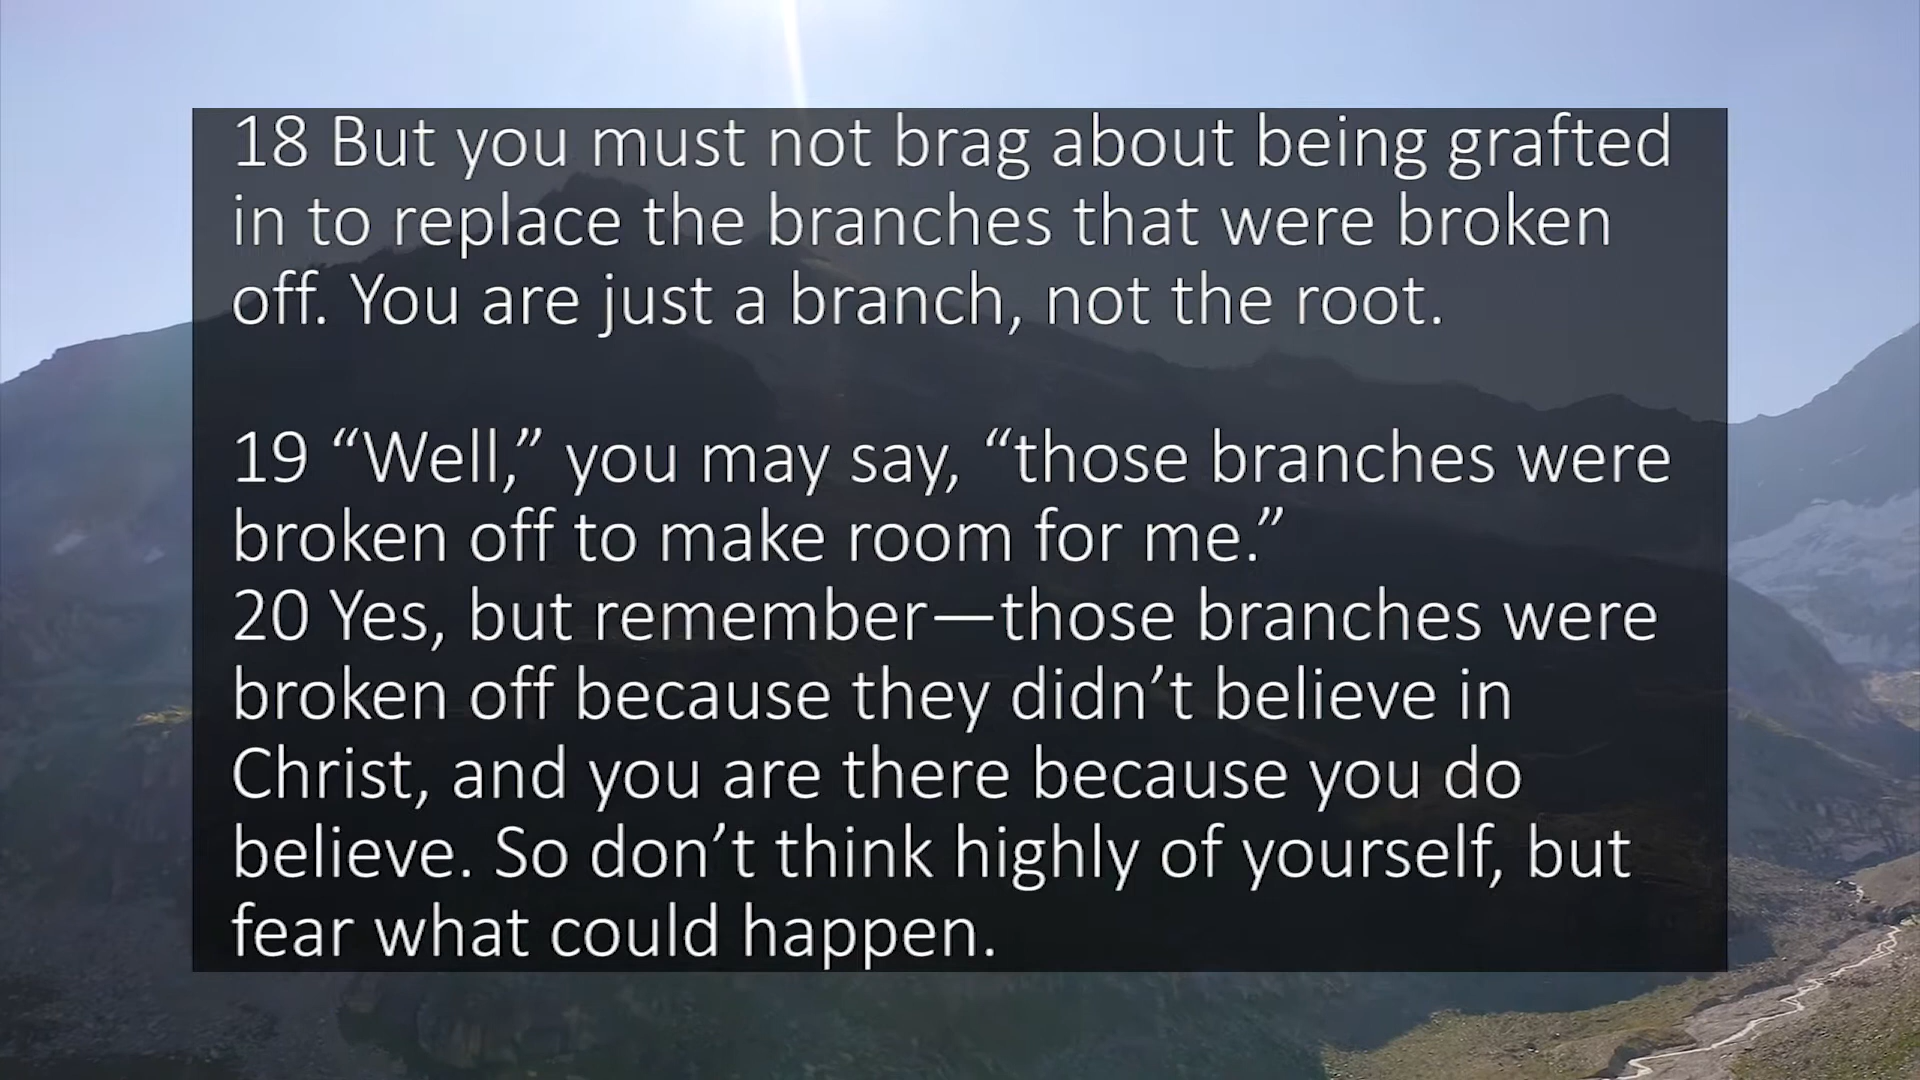 18 But you must not brag about being grafted
in to replace the branches that were broken
off. You are just a branch, not the root.
19 “Well,” you may say, “those branches were
broken off to make room for me.”
20 Yes, but remember—those branches were
broken off because they didn’t believe in
Christ, and you are there because you do
believe. So don’t think highly of yourself, but
fear what could happen.